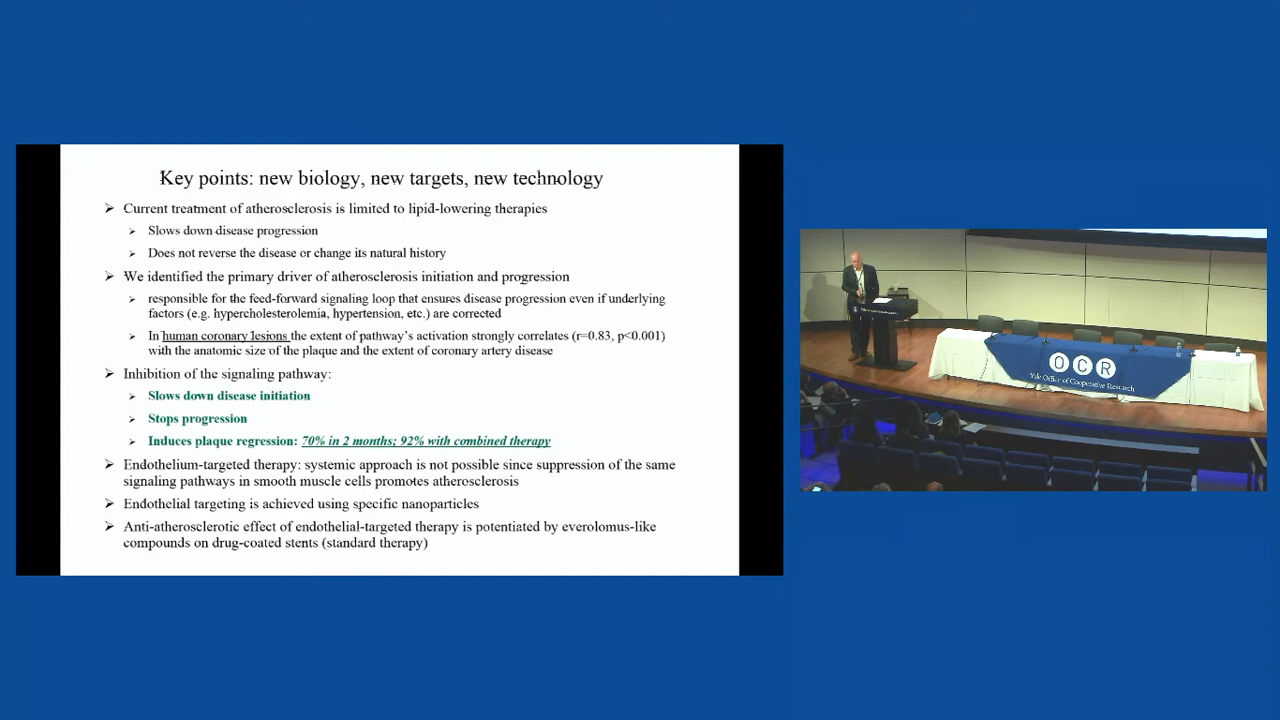 Key points: new biology, new targets, new technology
Current treatment of atherosclerosis is limited to lipid-lowering therapies
Slows down disease progression
Does not reverse the disease or change its natural history
We identified the primary driver of atherosclerosis initiation and progression
responsible for the feed-forward signaling loop that ensures disease progression even if underlying
factors (e.g. hypercholesterolemia, hypertension, etc.) are corrected
In human coronary lesions the extent of pathway's activation strongly correlates (r=0.83, p<0.001)
with the anatomic size of the plaque and the extent of coronary artery disease
Inhibition of the signaling pathway:
Slows down disease initiation
Stops progression
Induces plaque regression: 70% in 2 months; 92% with combined therapy
Endothelium-targeted therapy: systemic approach is not possible since suppression of the same
signaling pathways in smooth muscle cells promotes atherosclerosis
Endothelial targeting is achieved using specific nanoparticles
Anti-atherosclerotic effect of endothelial-targeted therapy is potentiated by everolomus-like
compounds on drug-coated stents (standard therapy)
OCR
Yale Office of Cooperative Research